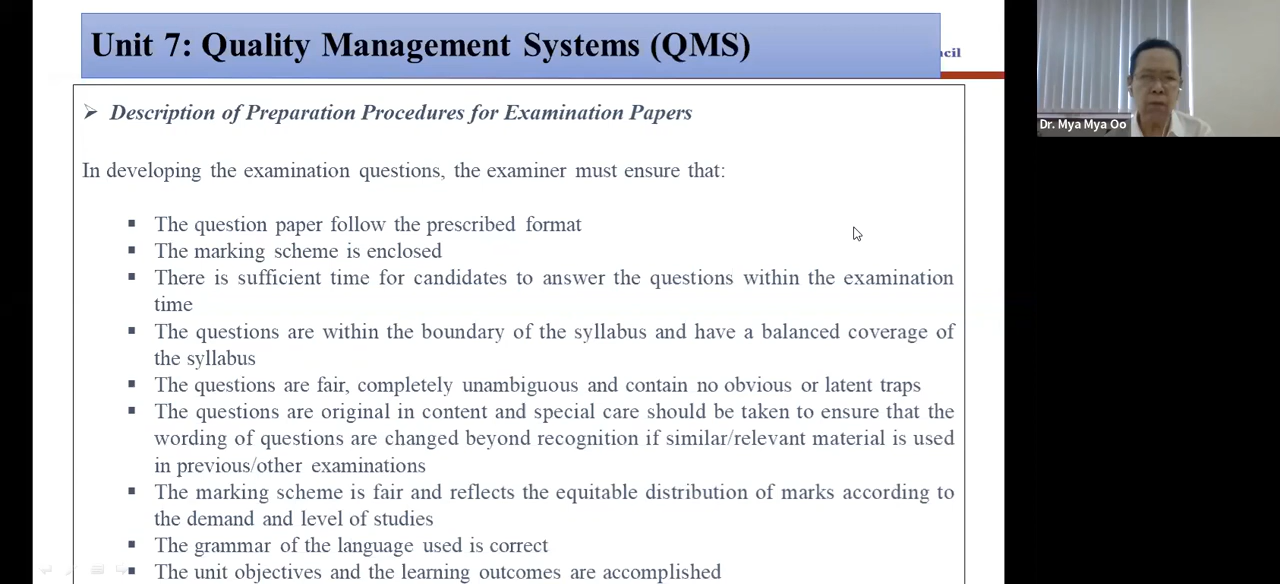 Unit 7: Quality Management Systems (QMS)
cil
Dr. Mya Mya Oo
➢ Description of Preparation Procedures for Examination Papers
In developing the examination questions, the examiner must ensure that:
▪ The question paper follow the prescribed format
▪ The marking scheme is enclosed
▪ There is sufficient time for candidates to answer the questions within the examination
time
▪ The questions are within the boundary of the syllabus and have a balanced coverage of
the syllabus
▪ The questions are fair, completely unambiguous and contain no obvious or latent traps
▪ The questions are original in content and special care should be taken to ensure that the
wording of questions are changed beyond recognition if similar/relevant material is used
in previous/other examinations
▪ The marking scheme is fair and reflects the equitable distribution of marks according to
the demand and level of studies
▪ The grammar of the language used is correct
▪ The unit objectives and the learning outcomes are accomplished